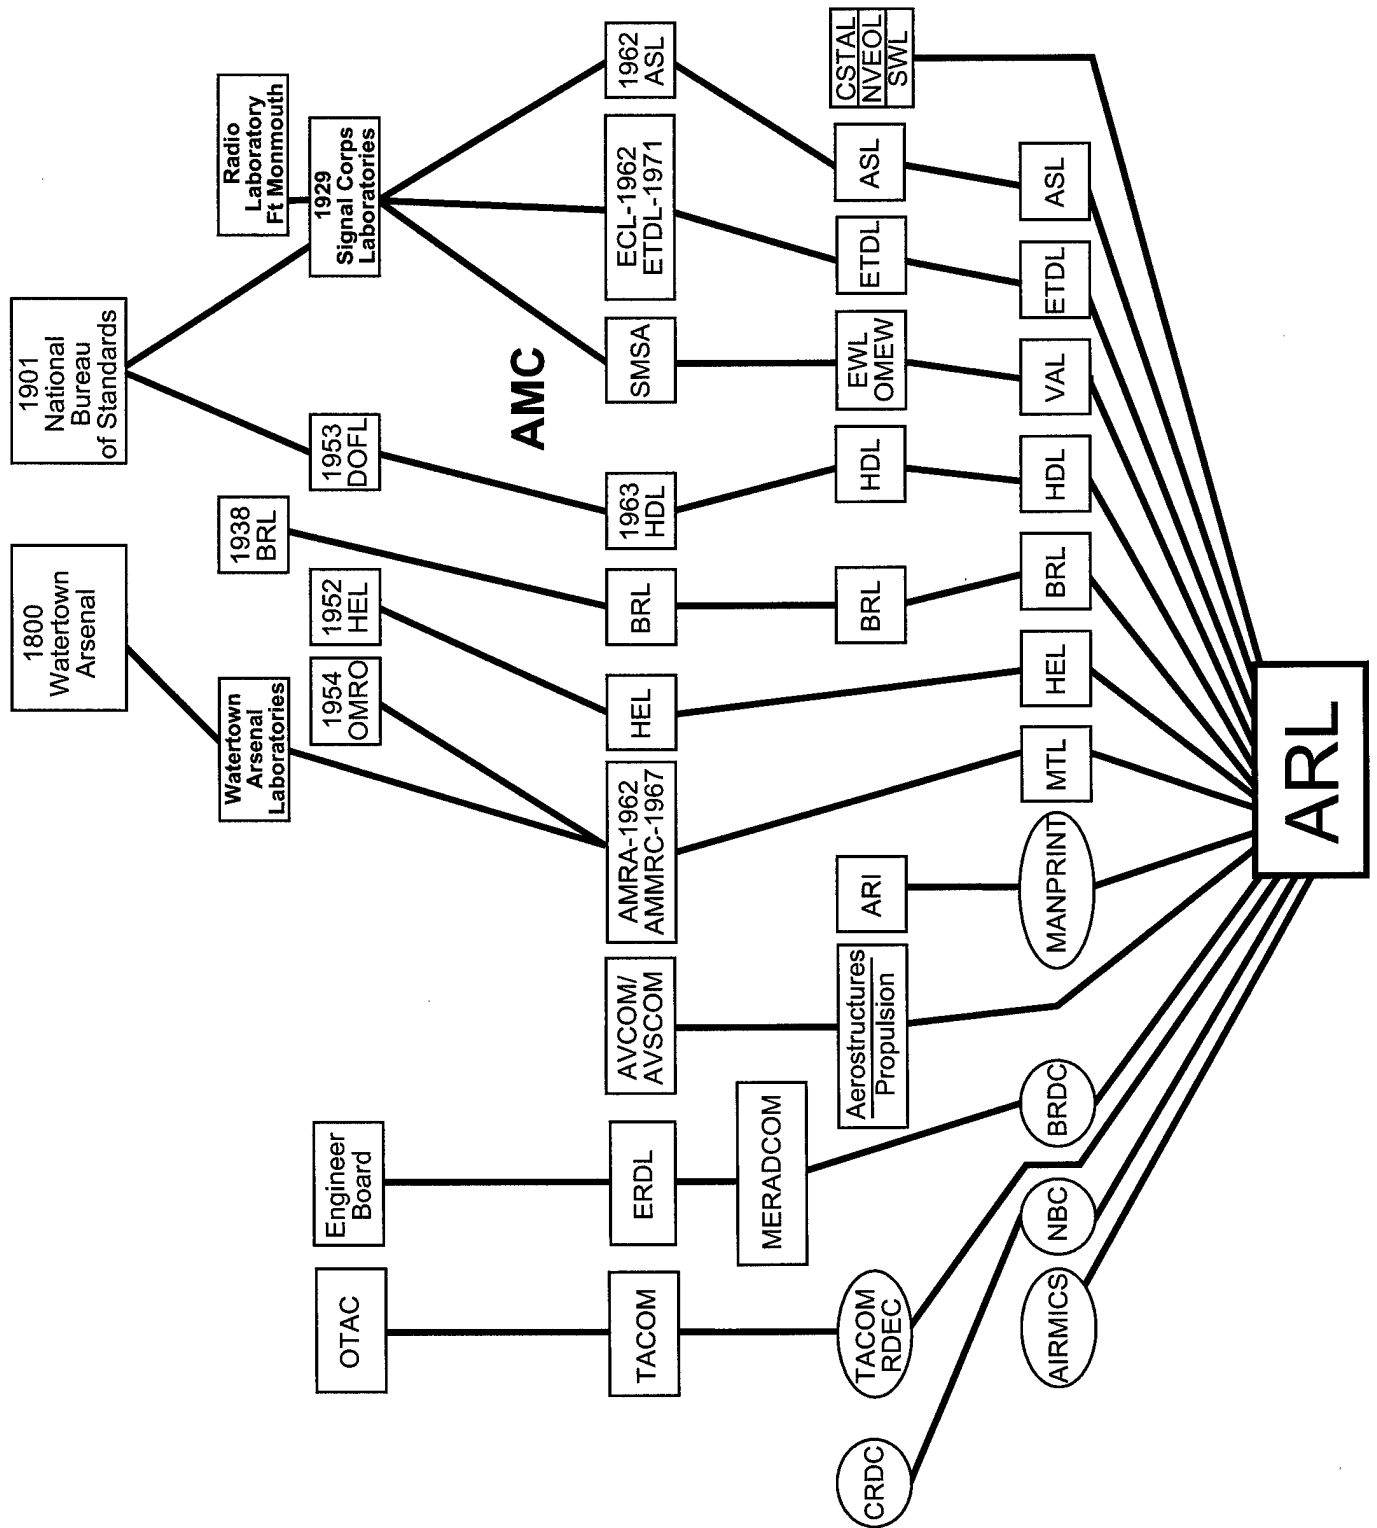 1800
Watertown
Arsenal
1901
National
Bureau
of Standards
Watertown
Arsenal
Laboratories
1938
BRL
Radio
Laboratory
Ft Monmouth
OTAC
Engineer
Board
1954
OMRO
1952
HEL
1953
DOFL
1929
Signal Corps
Laboratories
AMC
TACOM
ERDL
AVCOM/
AVSCOM
AMRA-1962
AMMRC-1967
HEL
BRL
1963
HDL
SMSA
ECL-1962
ETDL-1971
1962
ASL
MERADCOM
CRDC
TACOM
RDEC
Aerostructures
Propulsion
ARI
BRL
HDL
EWL
OMEW
ETDL
ASL
CSTAL
NVEOL
SWL
AIRMICS
NBC
BRDC
MANPRINT
MTL
HEL
BRL
HDL
VAL
ETDL
ASL
ARL